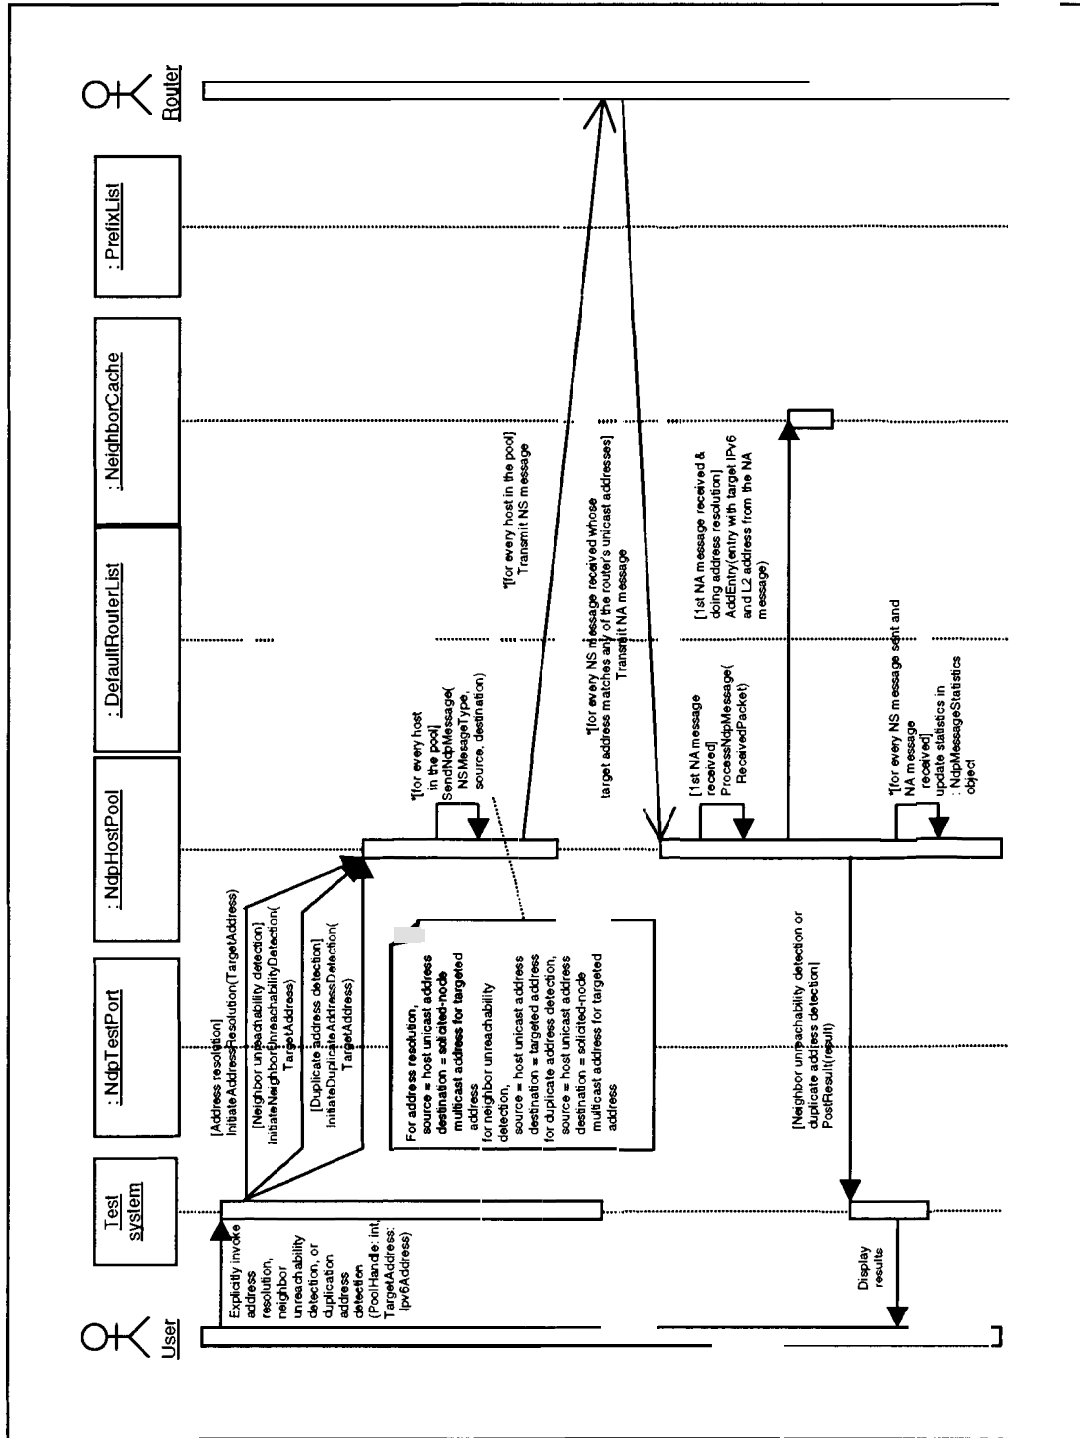 User
Test
system
: NdpTestPort
: NdpHostPool
: DefaultRouterList
: NeighborCache
: PrefixList
Router
Explicitly invoke
address
resolution,
neighbor
unreachability
detection, or
duplication
address
detection
(PoolHandle: int,
TargetAddress:
Ipv6Address)
[Address resolution]
InitiateAddressResolution(TargetAddress)
[Neighbor unreachability detection]
InitiateNeighborUnreachabilityDetection(
TargetAddress)
[Duplicate address detection]
InitiateDuplicateAddressDetection(
TargetAddress)
For address resolution,
source = host unicast address
destination = solicited-node
multicast address for targeted
address
for neighbor unreachability
detection,
source = host unicast address
destination = targeted address
for duplicate address detection,
source = host unicast address
destination = solicited-node
multicast address for targeted
address
*[for every host
in the pool]
SendNdpMessage(
NSMesageType,
source, destination)
*[for every host in the pool]
Transmit NS message
*[for every NS message received whose
target address matches any of the router's unicast addresses]
Transmit NA message
[1st NA message
received]
ProcessNdpMessage(
ReceivedPacket)
[1st NA message received &
doing address resolution]
AddEntry(entry with target IPv6
and L2 address from the NA
message)
*[for every NS message sent and
NA message
received]
update statistics in
: NdpMessageStatistics
object
[Neighbor unreachability detection or
duplicate address detection]
PostResult(result)
Display
results